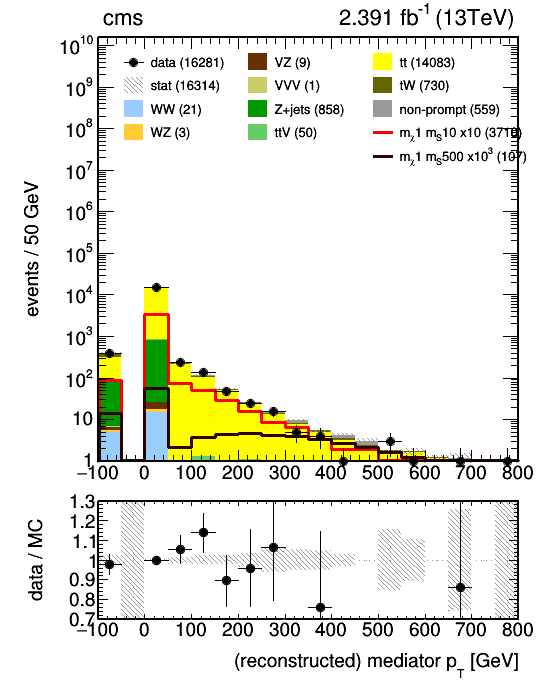 cms 2.391 fb⁻¹ (13TeV)
data (16281) VZ (9) tt (14083)
stat (16314) VVV (1) tW (730)
WW (21) Z+jets (858) non-prompt (559)
WZ (3) ttV (50) mᵪ1 m_S10 x10 (3710)
mᵪ1 m_S500 x10³ (107)
events / 50 GeV
10¹⁰
10⁹
10⁸
10⁷
10⁶
10⁵
10⁴
10³
10²
10
1
−100 0 100 200 300 400 500 600 700 800
data / MC
1.3
1.2
1.1
1
0.9
0.8
0.7
−100 0 100 200 300 400 500 600 700 800
(reconstructed) mediator p_T [GeV]